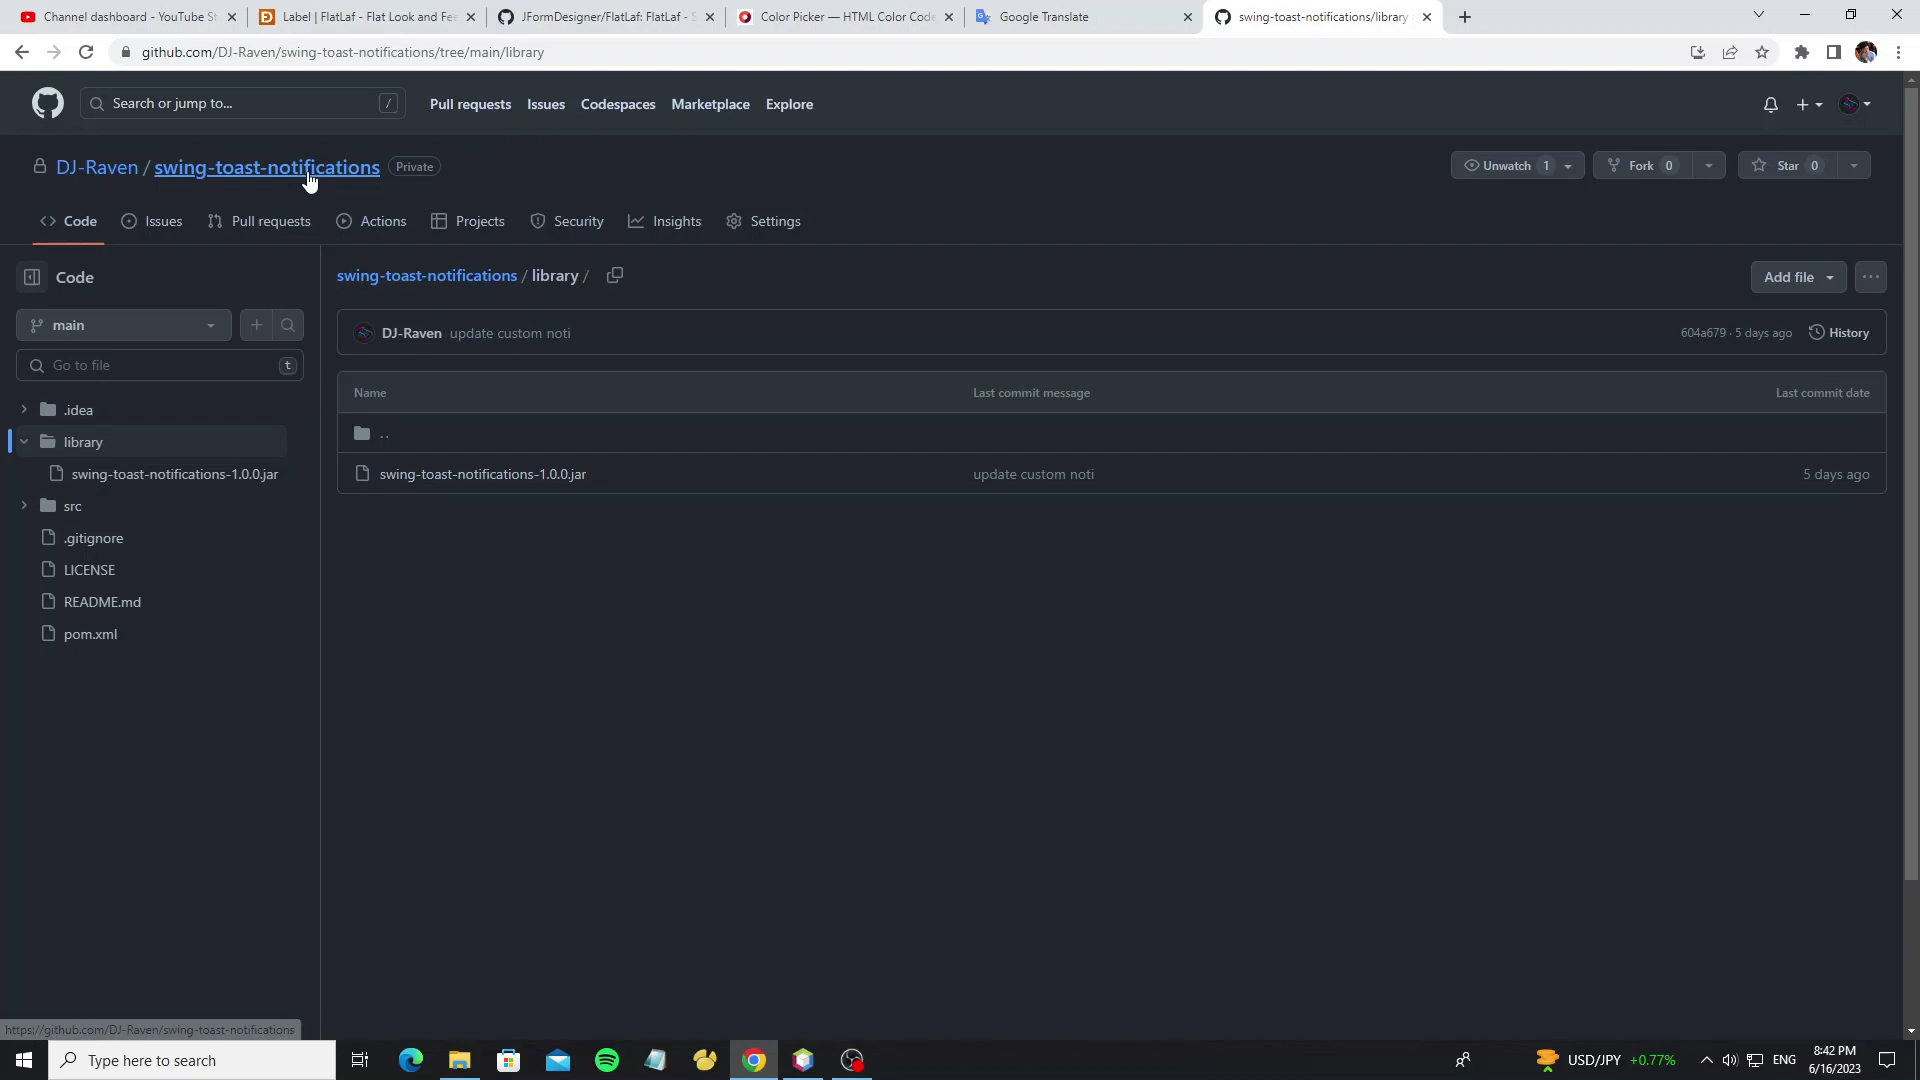 Channel dashboard - YouTube St
Label | FlatLaf - Flat Look and Fee
JFormDesigner/FlatLaf: FlatLaf - S
Color Picker — HTML Color Code
Google Translate
swing-toast-notifications/library
github.com/DJ-Raven/swing-toast-notifications/tree/main/library
Search or jump to... /
Pull requests Issues Codespaces Marketplace Explore
DJ-Raven / swing-toast-notifications Private
Unwatch 1 Fork 0 Star 0
Code Issues Pull requests Actions Projects Security Insights Settings
Code
swing-toast-notifications / library /
Add file
main
DJ-Raven update custom noti
604a679 · 5 days ago History
Go to file t
Name Last commit message Last commit date
.idea
..
library
swing-toast-notifications-1.0.0.jar
swing-toast-notifications-1.0.0.jar update custom noti 5 days ago
src
.gitignore
LICENSE
README.md
pom.xml
https://github.com/DJ-Raven/swing-toast-notifications
Type here to search
USD/JPY +0.77%
ENG
8:42 PM
6/16/2023